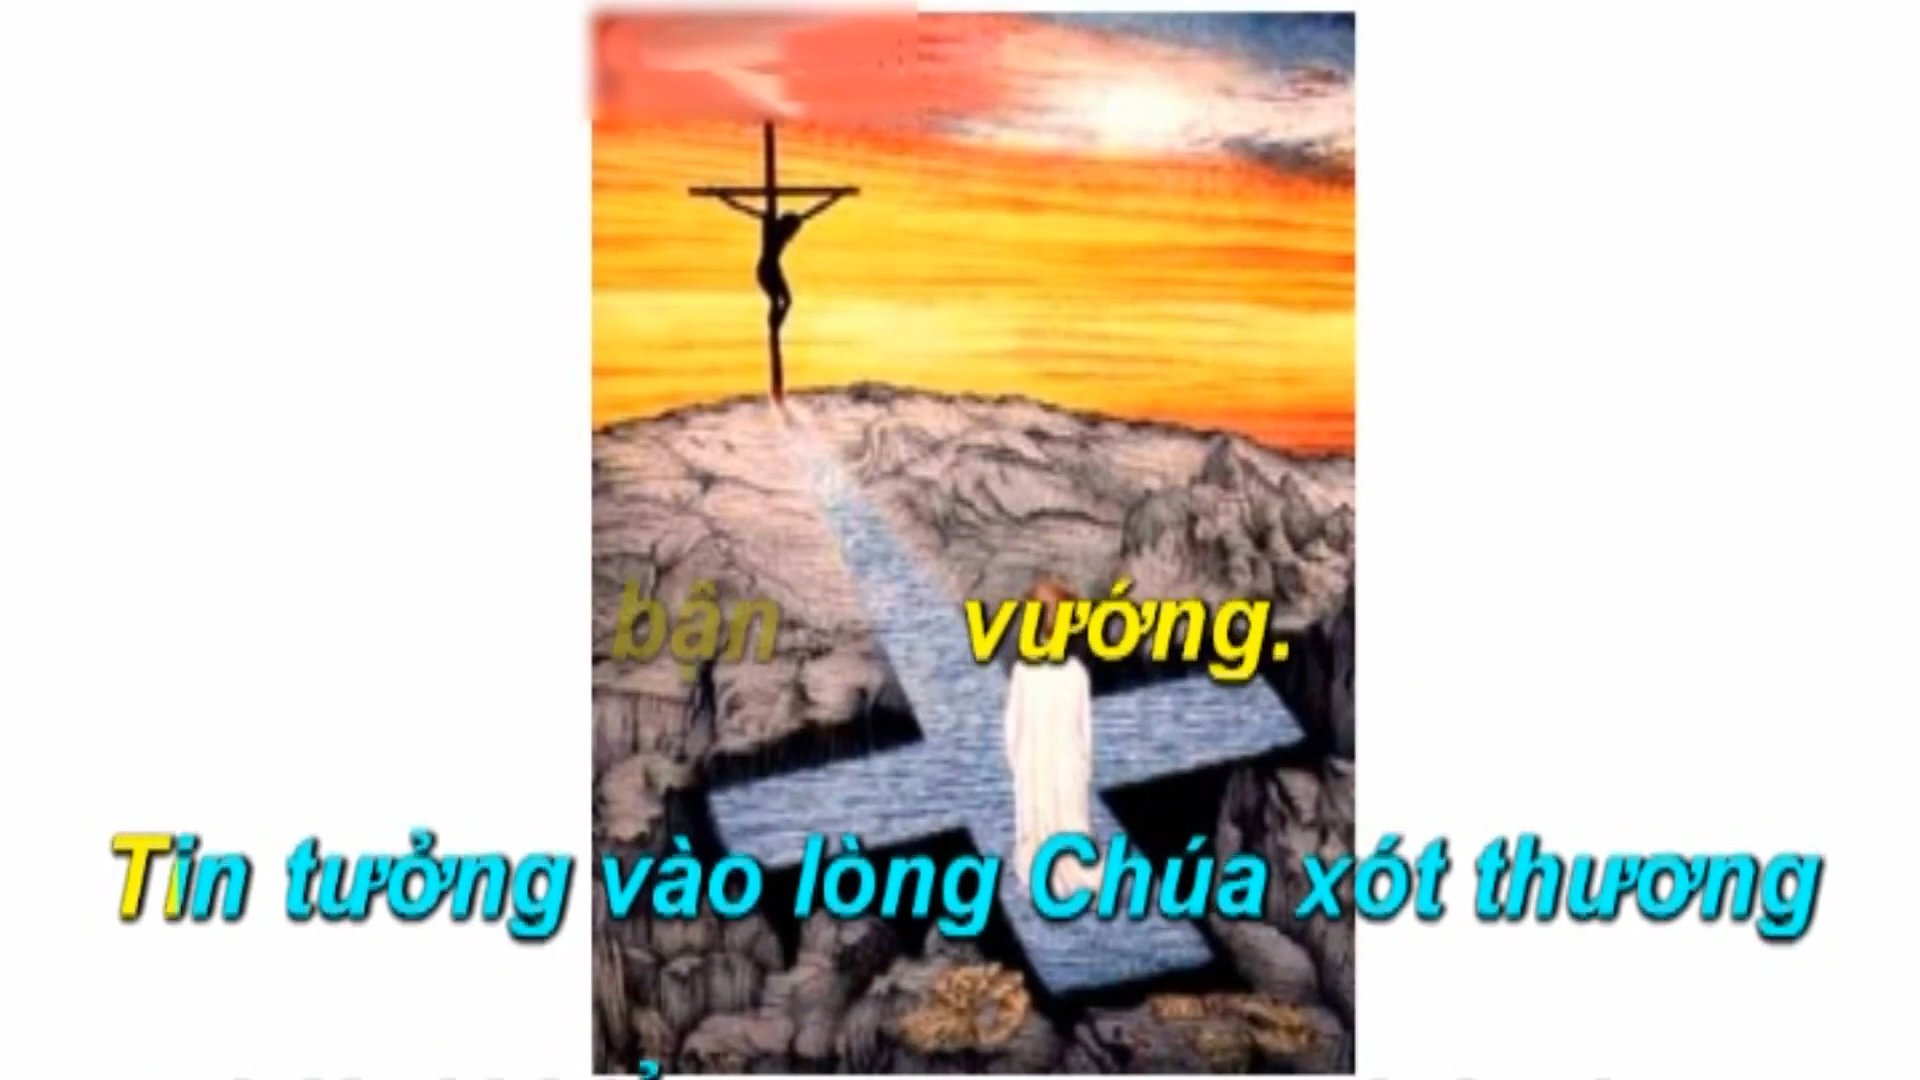 bận vướng.
Tin tưởng vào lòng Chúa xót thương